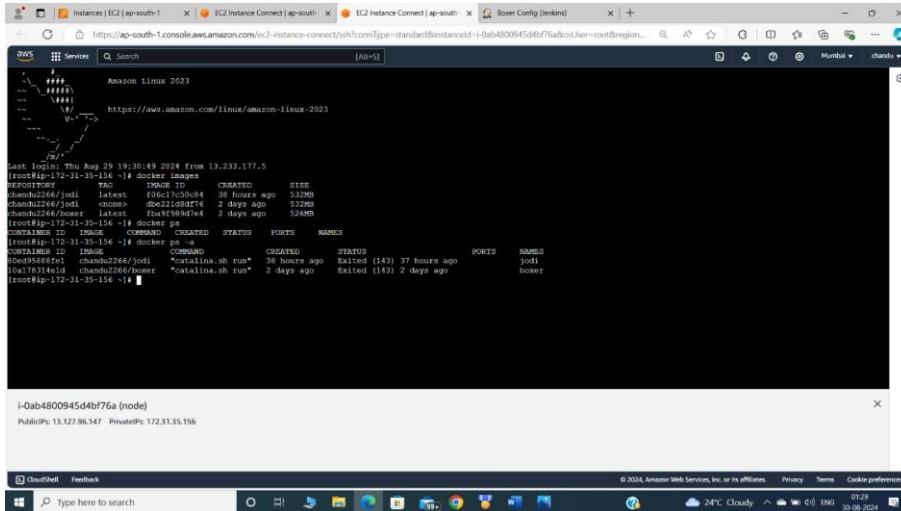 Instances | EC2 | ap-south-1
EC2 Instance Connect | ap-south-
EC2 Instance Connect | ap-south-
Boxer Config [Jenkins]
https://ap-south-1.console.aws.amazon.com/ec2-instance-connect/ssh?connType=standard&instanceId=i-0ab4800945d4bf76a&osUser=root&region...
aws Services Search [Alt+S] Mumbai chandu
Amazon Linux 2023
https://aws.amazon.com/linux/amazon-linux-2023
Last login: Thu Aug 29 19:30:49 2024 from 13.233.177.5
[root@ip-172-31-35-156 ~]# docker images
REPOSITORY TAG IMAGE ID CREATED SIZE
chandu2266/jodi latest f06c17c50c84 38 hours ago 532MB
chandu2266/jodi <none> dbe221d8df76 2 days ago 532MB
chandu2266/boxer latest fba9f989d7e4 2 days ago 526MB
[root@ip-172-31-35-156 ~]# docker ps
CONTAINER ID IMAGE COMMAND CREATED STATUS PORTS NAMES
[root@ip-172-31-35-156 ~]# docker ps -a
CONTAINER ID IMAGE COMMAND CREATED STATUS PORTS NAMES
80ed95888fe1 chandu2266/jodi "catalina.sh run" 38 hours ago Exited (143) 37 hours ago jodi
10a178314e1d chandu2266/boxer "catalina.sh run" 2 days ago Exited (143) 2 days ago boxer
[root@ip-172-31-35-156 ~]#
i-0ab4800945d4bf76a (node)
PublicIPs: 13.127.96.147 PrivateIPs: 172.31.35.156
CloudShell Feedback © 2024, Amazon Web Services, Inc. or its affiliates. Privacy Terms Cookie preferences
Type here to search 99+ 24°C Cloudy ENG 01:29
30-08-2024